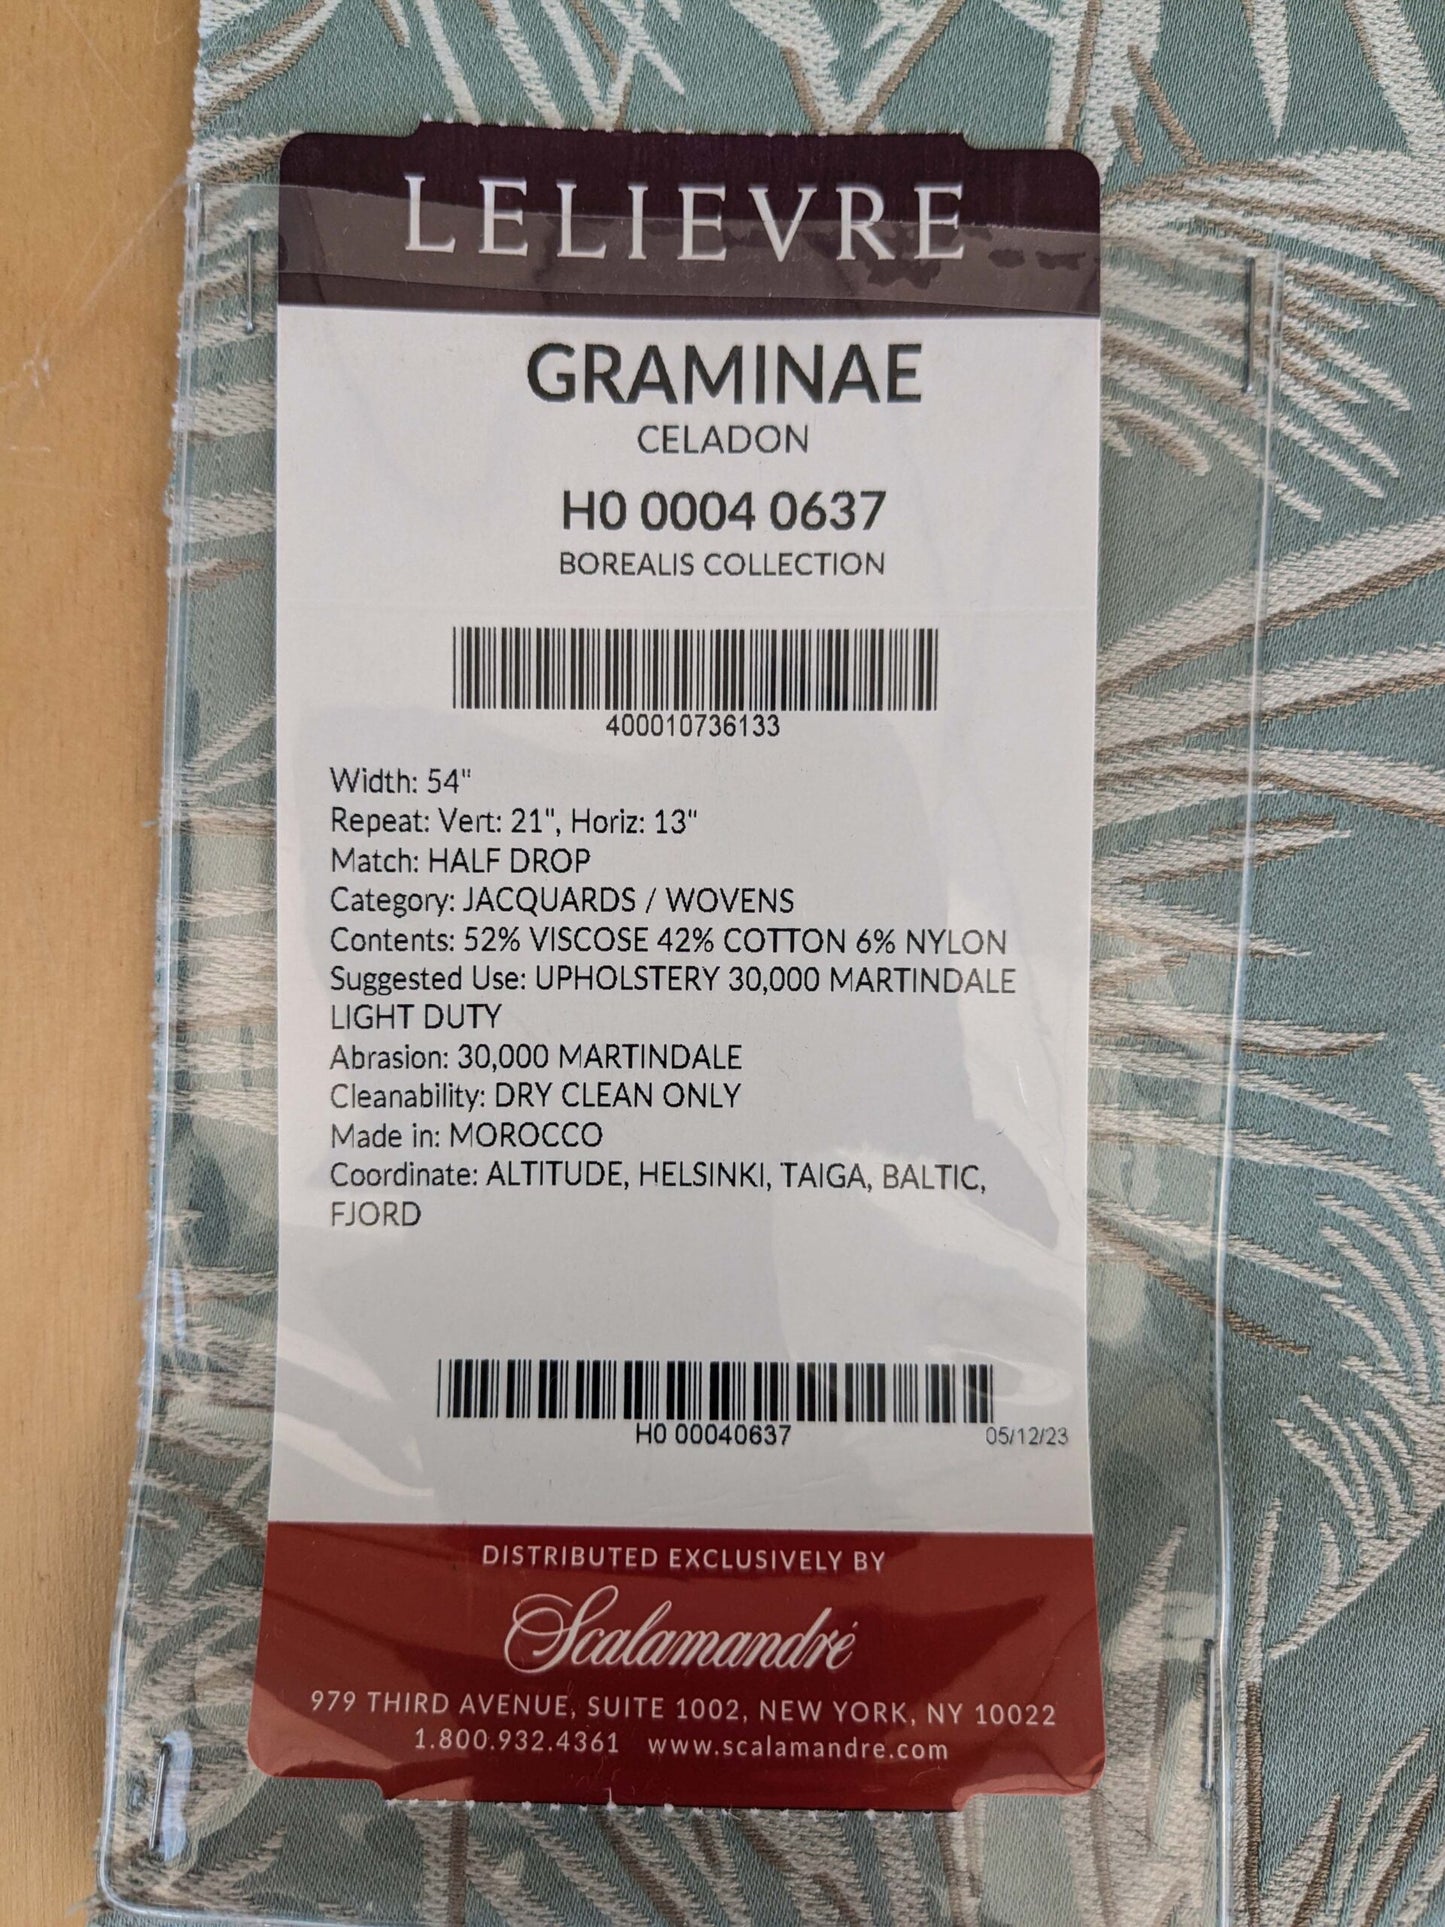 LELIEVRE
GRAMINAE
CELADON
H0 0004 0637
BOREALIS COLLECTION
400010736133
Width: 54"
Repeat: Vert: 21", Horiz: 13"
Match: HALF DROP
Category: JACQUARDS / WOVENS
Contents: 52% VISCOSE 42% COTTON 6% NYLON
Suggested Use: UPHOLSTERY 30,000 MARTINDALE
LIGHT DUTY
Abrasion: 30,000 MARTINDALE
Cleanability: DRY CLEAN ONLY
Made in: MOROCCO
Coordinate: ALTITUDE, HELSINKI, TAIGA, BALTIC,
FJORD
H0 00040637
05/12/23
DISTRIBUTED EXCLUSIVELY BY
Scalamandré
979 THIRD AVENUE, SUITE 1002, NEW YORK, NY 10022
1.800.932.4361 www.scalamandre.com